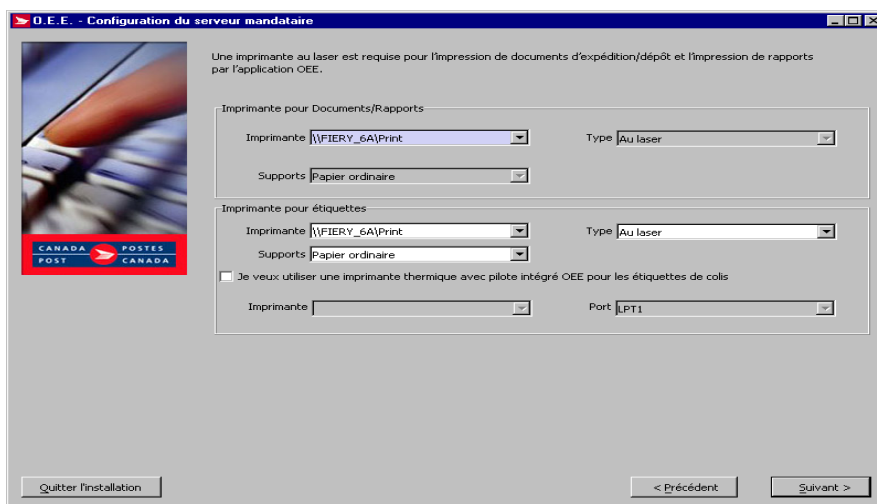 O.E.E. - Configuration du serveur mandataire
Une imprimante au laser est requise pour l'impression de documents d'expédition/dépôt et l'impression de rapports
par l'application OEE.
Imprimante pour Documents/Rapports
Imprimante \\FIERY_6A\Print Type Au laser
Supports Papier ordinaire
Imprimante pour étiquettes
Imprimante \\FIERY_6A\Print Type Au laser
Supports Papier ordinaire
CANADA POSTES
POST CANADA
Je veux utiliser une imprimante thermique avec pilote intégré OEE pour les étiquettes de colis
Imprimante Port LPT1
Quitter l'installation < Précédent Suivant >